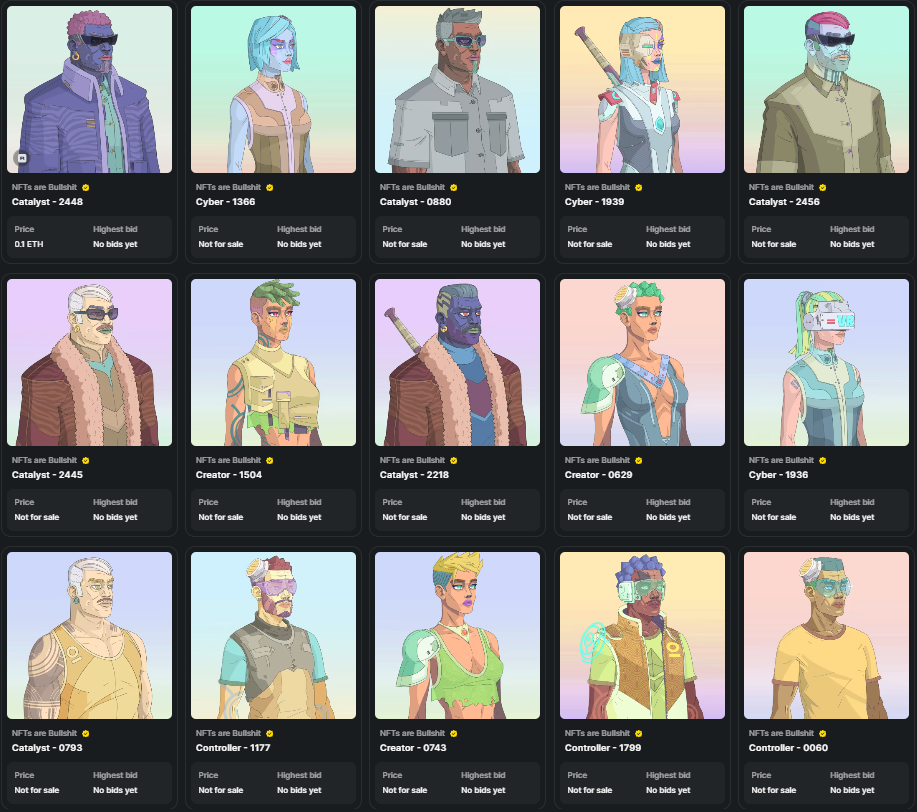 NFTs are Bullshit
Catalyst - 2448
Price Highest bid
0.1 ETH No bids yet
NFTs are Bullshit
Cyber - 1366
Price Highest bid
Not for sale No bids yet
NFTs are Bullshit
Catalyst - 0880
Price Highest bid
Not for sale No bids yet
NFTs are Bullshit
Cyber - 1939
Price Highest bid
Not for sale No bids yet
NFTs are Bullshit
Catalyst - 2456
Price Highest bid
Not for sale No bids yet
NFTs are Bullshit
Catalyst - 2445
Price Highest bid
Not for sale No bids yet
NFTs are Bullshit
Creator - 1504
Price Highest bid
Not for sale No bids yet
NFTs are Bullshit
Catalyst - 2218
Price Highest bid
Not for sale No bids yet
NFTs are Bullshit
Creator - 0629
Price Highest bid
Not for sale No bids yet
NFTs are Bullshit
Cyber - 1936
Price Highest bid
Not for sale No bids yet
NFTs are Bullshit
Catalyst - 0793
Price Highest bid
Not for sale No bids yet
NFTs are Bullshit
Controller - 1177
Price Highest bid
Not for sale No bids yet
NFTs are Bullshit
Creator - 0743
Price Highest bid
Not for sale No bids yet
NFTs are Bullshit
Controller - 1799
Price Highest bid
Not for sale No bids yet
NFTs are Bullshit
Controller - 0060
Price Highest bid
Not for sale No bids yet